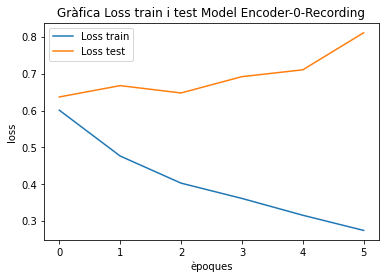 Gràfica Loss train i test Model Encoder-0-Recording
Loss train
Loss test
0.8
0.7
0.6
0.5
0.4
0.3
loss
0 1 2 3 4 5
èpoques